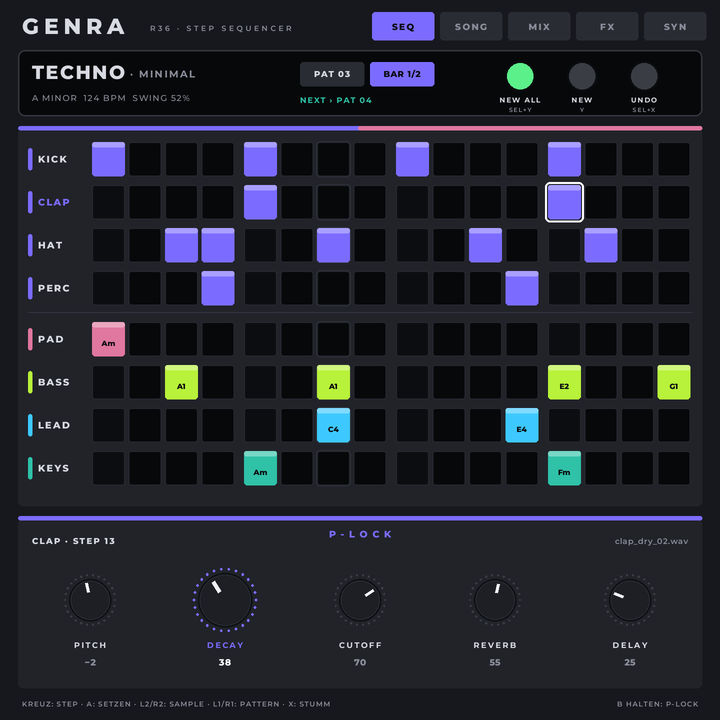 GENRA R36 · STEP SEQUENCER SEQ SONG MIX FX SYN
TECHNO · MINIMAL PAT 03 BAR 1/2
A MINOR 124 BPM SWING 52% NEXT › PAT 04 NEW ALL NEW UNDO
SEL+Y Y SEL+X
KICK
CLAP
HAT
PERC
PAD Am
BASS A1 A1 E2 G1
LEAD C4 E4
KEYS Am Fm
P-LOCK
CLAP · STEP 13 clap_dry_02.wav
PITCH DECAY CUTOFF REVERB DELAY
−2 38 70 55 25
KREUZ: STEP · A: SETZEN · L2/R2: SAMPLE · L1/R1: PATTERN · X: STUMM B HALTEN: P-LOCK